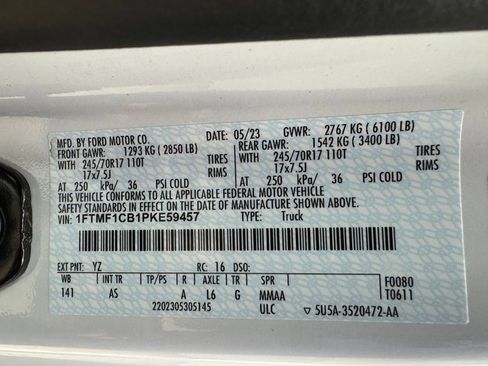 MFD. BY FORD MOTOR CO. DATE: 05/23 GVWR: 2767 KG ( 6100 LB)
FRONT GAWR: 1293 KG ( 2850 LB) REAR GAWR: 1542 KG ( 3400 LB)
WITH 245/70R17 110T TIRES WITH 245/70R17 110T TIRES
17x7.5J RIMS 17x7.5J RIMS
AT 250 kPa/ 36 PSI COLD AT 250 kPa/ 36 PSI COLD
THIS VEHICLE CONFORMS TO ALL APPLICABLE FEDERAL MOTOR VEHICLE
SAFETY STANDARDS IN EFFECT ON THE DATE OF MANUFACTURE SHOWN ABOVE.
VIN: 1FTMF1CB1PKE59457 TYPE: Truck
EXT PNT: YZ RC: 16 DSO: F0080
WB INT TR TP/PS R AXLE TR SPR T0611
141 AS A L6 G MMAA
2202305305145 ULC 5U5A-3520472-AA